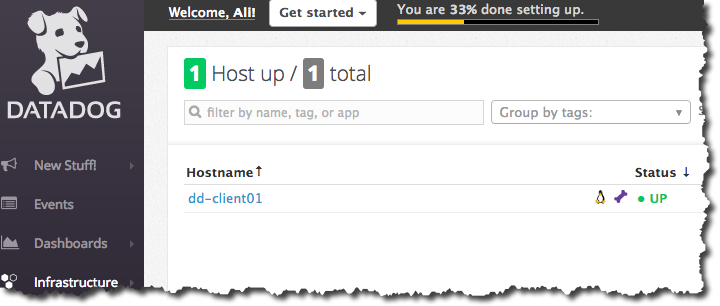 Welcome, Ali!
Get started
You are 33% done setting up.
DATADOG
1 Host up / 1 total
filter by name, tag, or app
Group by tags:
New Stuff!
Hostname↑ Status ↓
dd-client01 UP
Events
Dashboards
Infrastructure